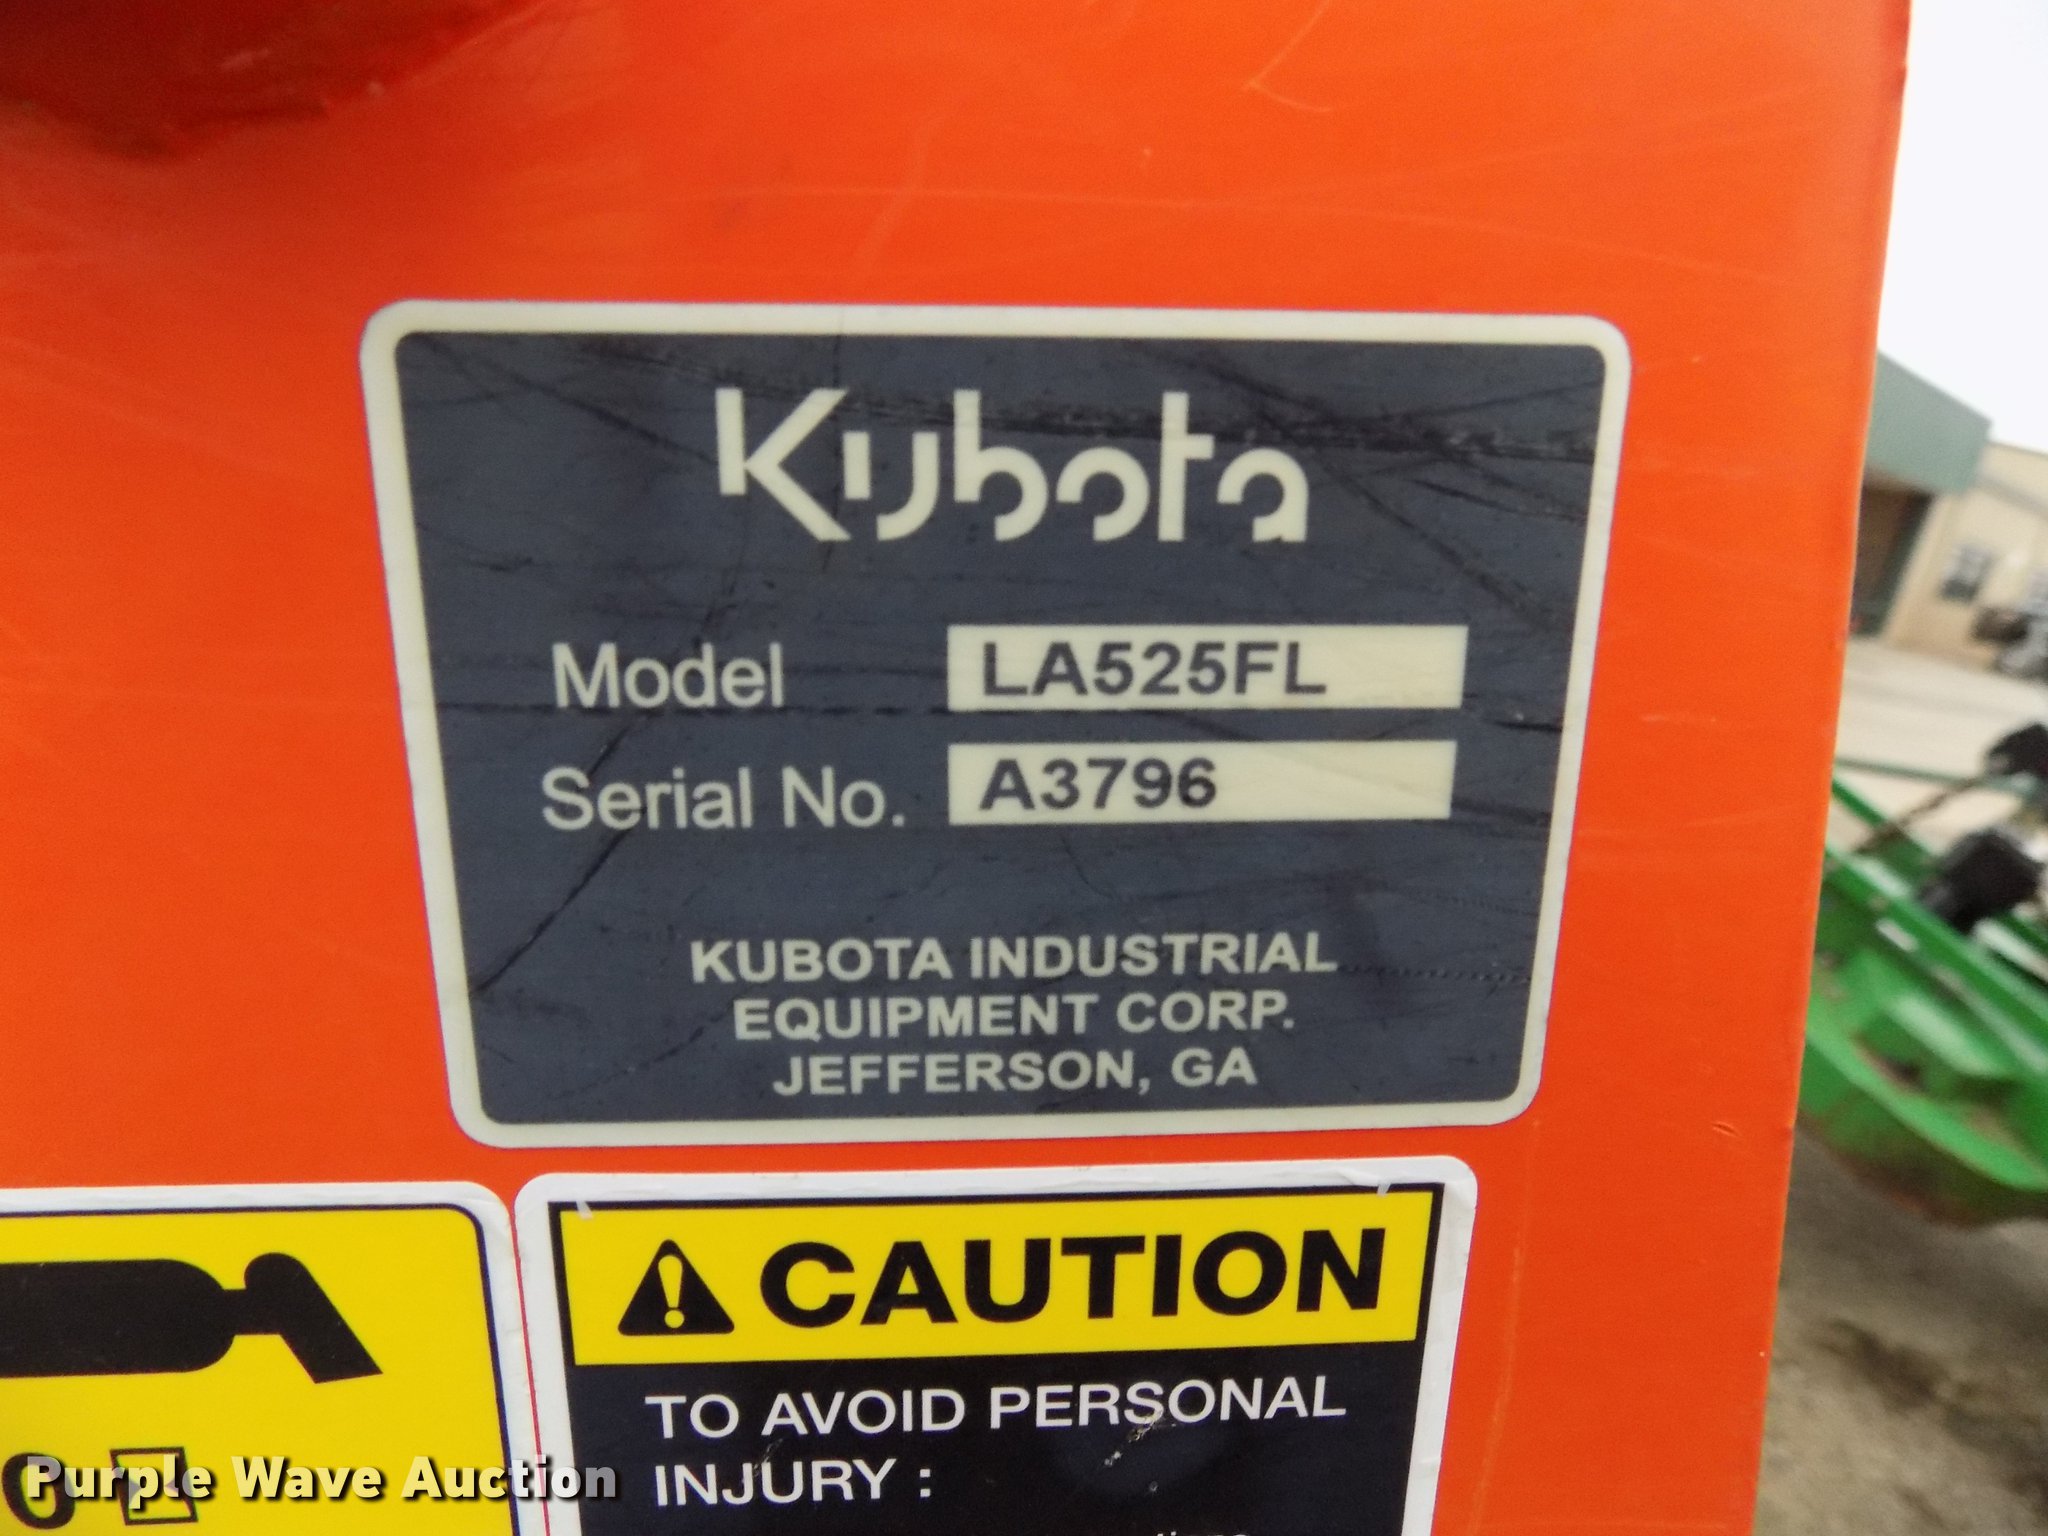 Kubota
Model LA525FL
Serial No. A3796
KUBOTA INDUSTRIAL
EQUIPMENT CORP.
JEFFERSON, GA
CAUTION
TO AVOID PERSONAL
INJURY :
Purple Wave Auction